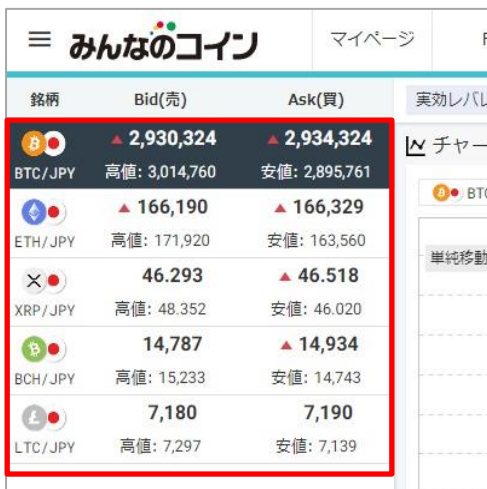 みんなのコイン
マイページ
銘柄 Bid(売) Ask(買)
実効レバレ
BTC/JPY ▲ 2,930,324 ▲ 2,934,324
高値: 3,014,760 安値: 2,895,761
チャー
BT
単純移動
ETH/JPY ▲ 166,190 ▲ 166,329
高値: 171,920 安値: 163,560
XRP/JPY 46.293 ▲ 46.518
高値: 48.352 安値: 46.020
BCH/JPY 14,787 ▲ 14,934
高値: 15,233 安値: 14,743
LTC/JPY 7,180 7,190
高値: 7,297 安値: 7,139